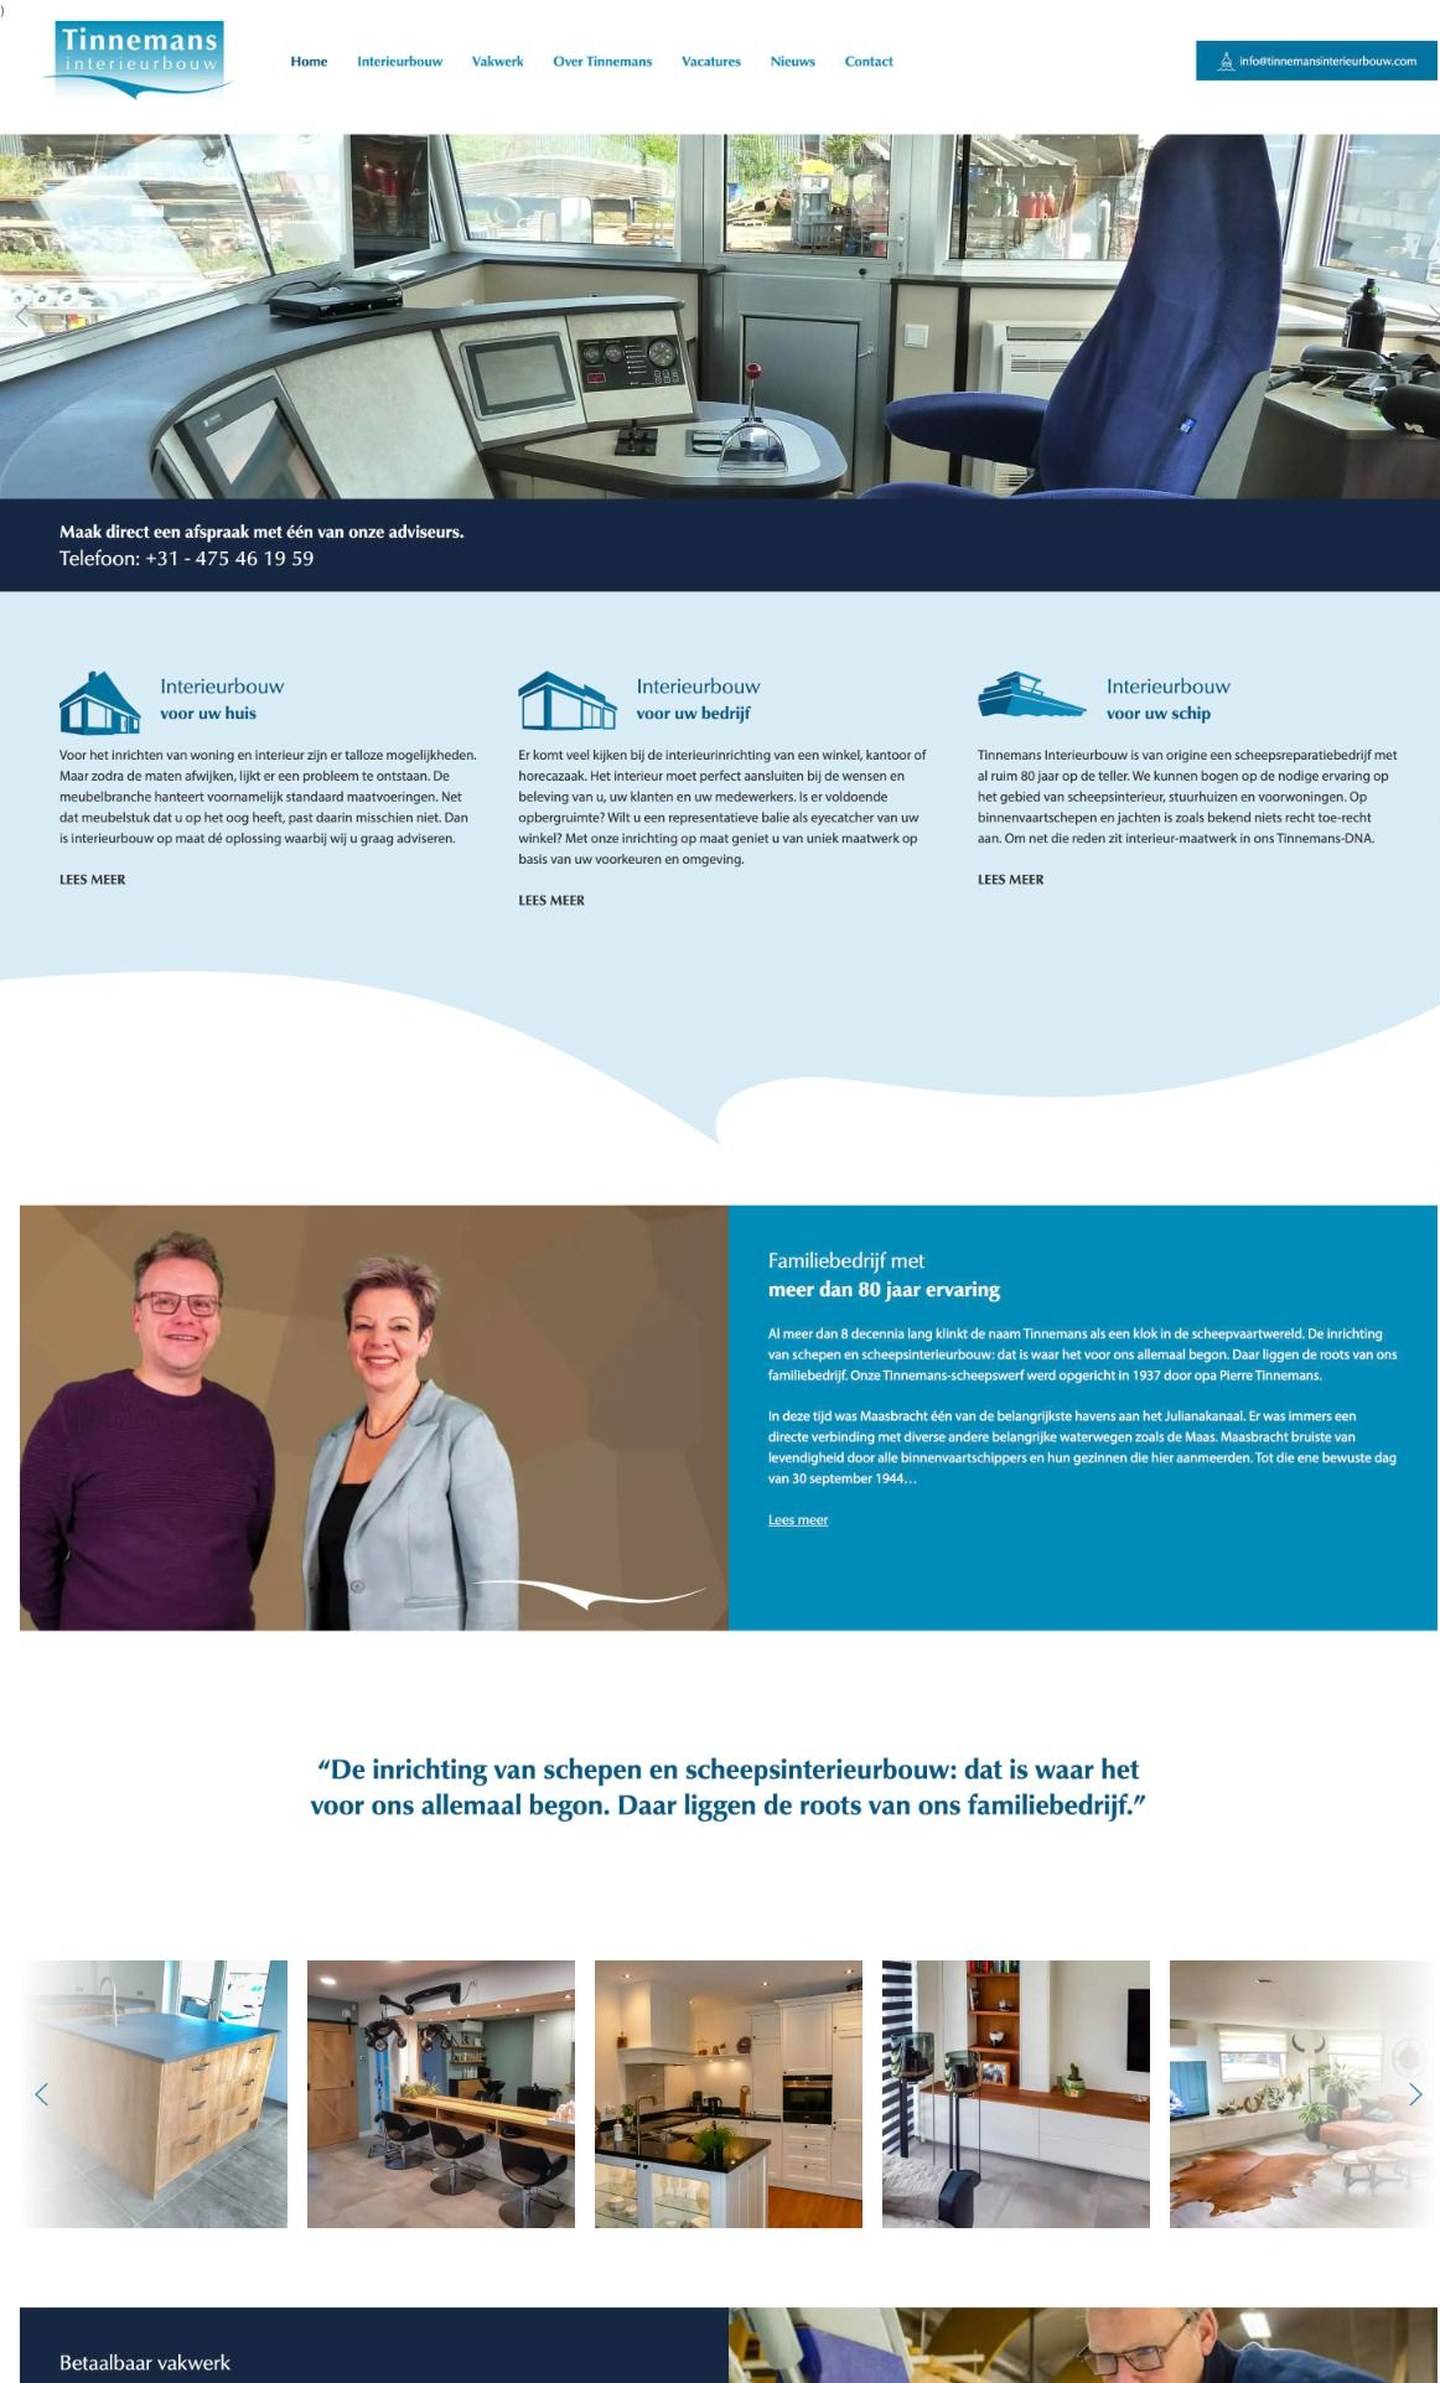 )
Tinnemans
interieurbouw
Home Interieurbouw Vakwerk Over Tinnemans Vacatures Nieuws Contact
info@tinnemansinterieurbouw.com
Maak direct een afspraak met één van onze adviseurs.
Telefoon: +31 - 475 46 19 59
Interieurbouw
voor uw huis
Voor het inrichten van woning en interieur zijn er talloze mogelijkheden.
Maar zodra de maten afwijken, lijkt er een probleem te ontstaan. De
meubelbranche hanteert voornamelijk standaard maatvoeringen. Net
dat meubelstuk dat u op het oog heeft, past daarin misschien niet. Dan
is interieurbouw op maat dé oplossing waarbij wij u graag adviseren.
LEES MEER
Interieurbouw
voor uw bedrijf
Er komt veel kijken bij de interieurinrichting van een winkel, kantoor of
horecazaak. Het interieur moet perfect aansluiten bij de wensen en
beleving van u, uw klanten en uw medewerkers. Is er voldoende
opbergruimte? Wilt u een representatieve balie als eyecatcher van uw
winkel? Met onze inrichting op maat geniet u van uniek maatwerk op
basis van uw voorkeuren en omgeving.
LEES MEER
Interieurbouw
voor uw schip
Tinnemans Interieurbouw is van origine een scheepsreparatiebedrijf met
al ruim 80 jaar op de teller. We kunnen bogen op de nodige ervaring op
het gebied van scheepsinterieur, stuurhuizen en voorwoningen. Op
binnenvaartschepen en jachten is zoals bekend niets recht toe-recht
aan. Om net die reden zit interieur-maatwerk in ons Tinnemans-DNA.
LEES MEER
Familiebedrijf met
meer dan 80 jaar ervaring
Al meer dan 8 decennia lang klinkt de naam Tinnemans als een klok in de scheepvaartwereld. De inrichting
van schepen en scheepsinterieurbouw: dat is waar het voor ons allemaal begon. Daar liggen de roots van ons
familiebedrijf. Onze Tinnemans-scheepswerf werd opgericht in 1937 door opa Pierre Tinnemans.
In deze tijd was Maasbracht één van de belangrijkste havens aan het Julianakanaal. Er was immers een
directe verbinding met diverse andere belangrijke waterwegen zoals de Maas. Maasbracht bruiste van
levendigheid door alle binnenvaartschippers en hun gezinnen die hier aanmeerden. Tot die ene bewuste dag
van 30 september 1944…
Lees meer
“De inrichting van schepen en scheepsinterieurbouw: dat is waar het
voor ons allemaal begon. Daar liggen de roots van ons familiebedrijf.”
Betaalbaar vakwerk